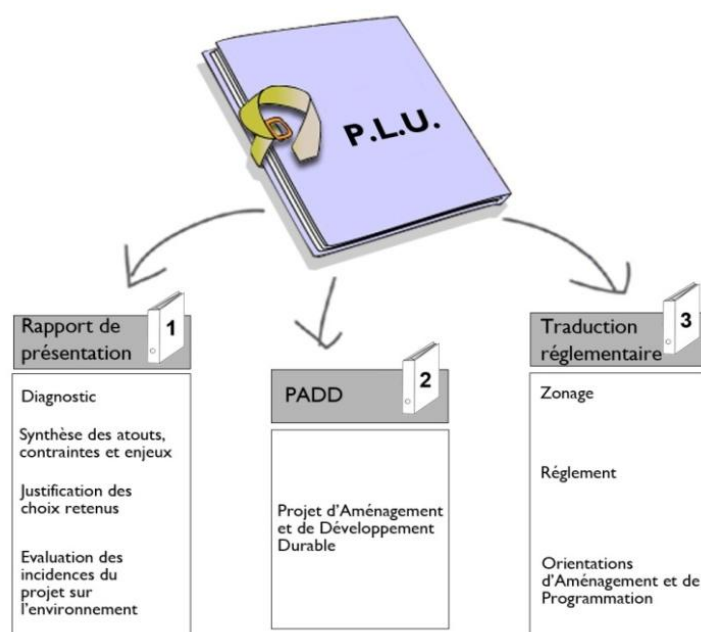 P.L.U.
Rapport de
présentation
1
Diagnostic
Synthèse des atouts,
contraintes et enjeux
Justification des
choix retenus
Evaluation des
incidences du
projet sur
l'environnement
PADD
2
Projet d'Aménagement
et de Développement
Durable
Traduction
réglementaire
3
Zonage
Réglement
Orientations
d'Aménagement et de
Programmation